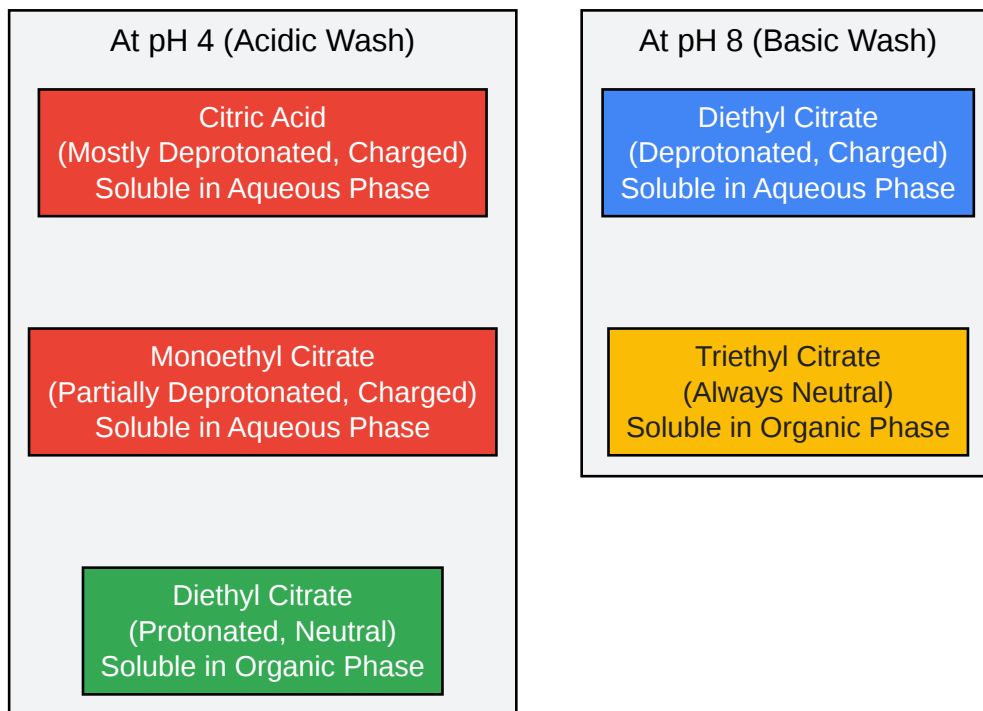 At pH 4 (Acidic Wash)
Citric Acid
(Mostly Deprotonated, Charged)
Soluble in Aqueous Phase
Monoethyl Citrate
(Partially Deprotonated, Charged)
Soluble in Aqueous Phase
Diethyl Citrate
(Protonated, Neutral)
Soluble in Organic Phase
At pH 8 (Basic Wash)
Diethyl Citrate
(Deprotonated, Charged)
Soluble in Aqueous Phase
Triethyl Citrate
(Always Neutral)
Soluble in Organic Phase